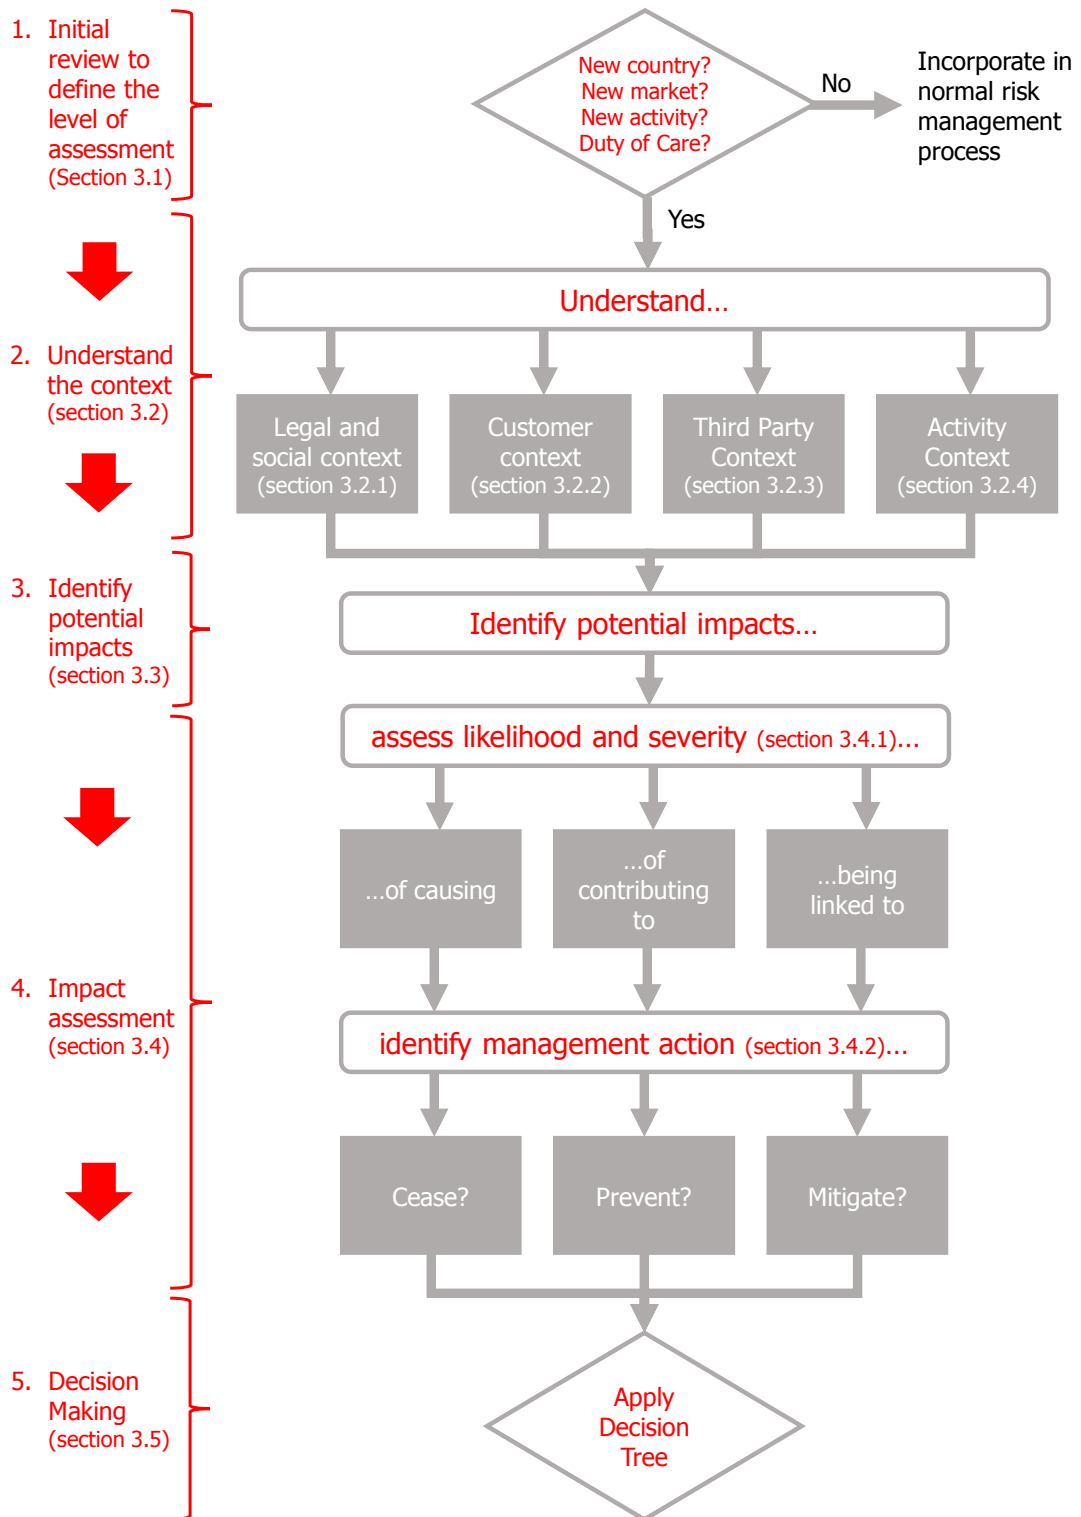 1. Initial
review to
define the
level of
assessment
(Section 3.1)
New country?
New market?
New activity?
Duty of Care?
No
Incorporate in
normal risk
management
process
Yes
2. Understand
the context
(section 3.2)
Understand...
Legal and
social context
(section 3.2.1)
Customer
context
(section 3.2.2)
Third Party
Context
(section 3.2.3)
Activity
Context
(section 3.2.4)
3. Identify
potential
impacts
(section 3.3)
Identify potential impacts...
4. Impact
assessment
(section 3.4)
assess likelihood and severity (section 3.4.1)...
...of causing
...of
contributing
to
...being
linked to
identify management action (section 3.4.2)...
Cease?
Prevent?
Mitigate?
5. Decision
Making
(section 3.5)
Apply
Decision
Tree